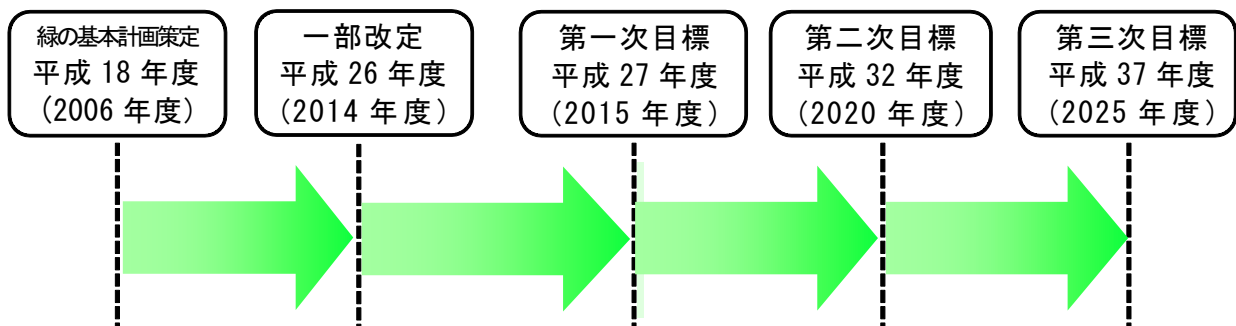 緑の基本計画策定
平成 18 年度
(2006 年度)
一部改定
平成 26 年度
(2014 年度)
第一次目標
平成 27 年度
(2015 年度)
第二次目標
平成 32 年度
(2020 年度)
第三次目標
平成 37 年度
(2025 年度)